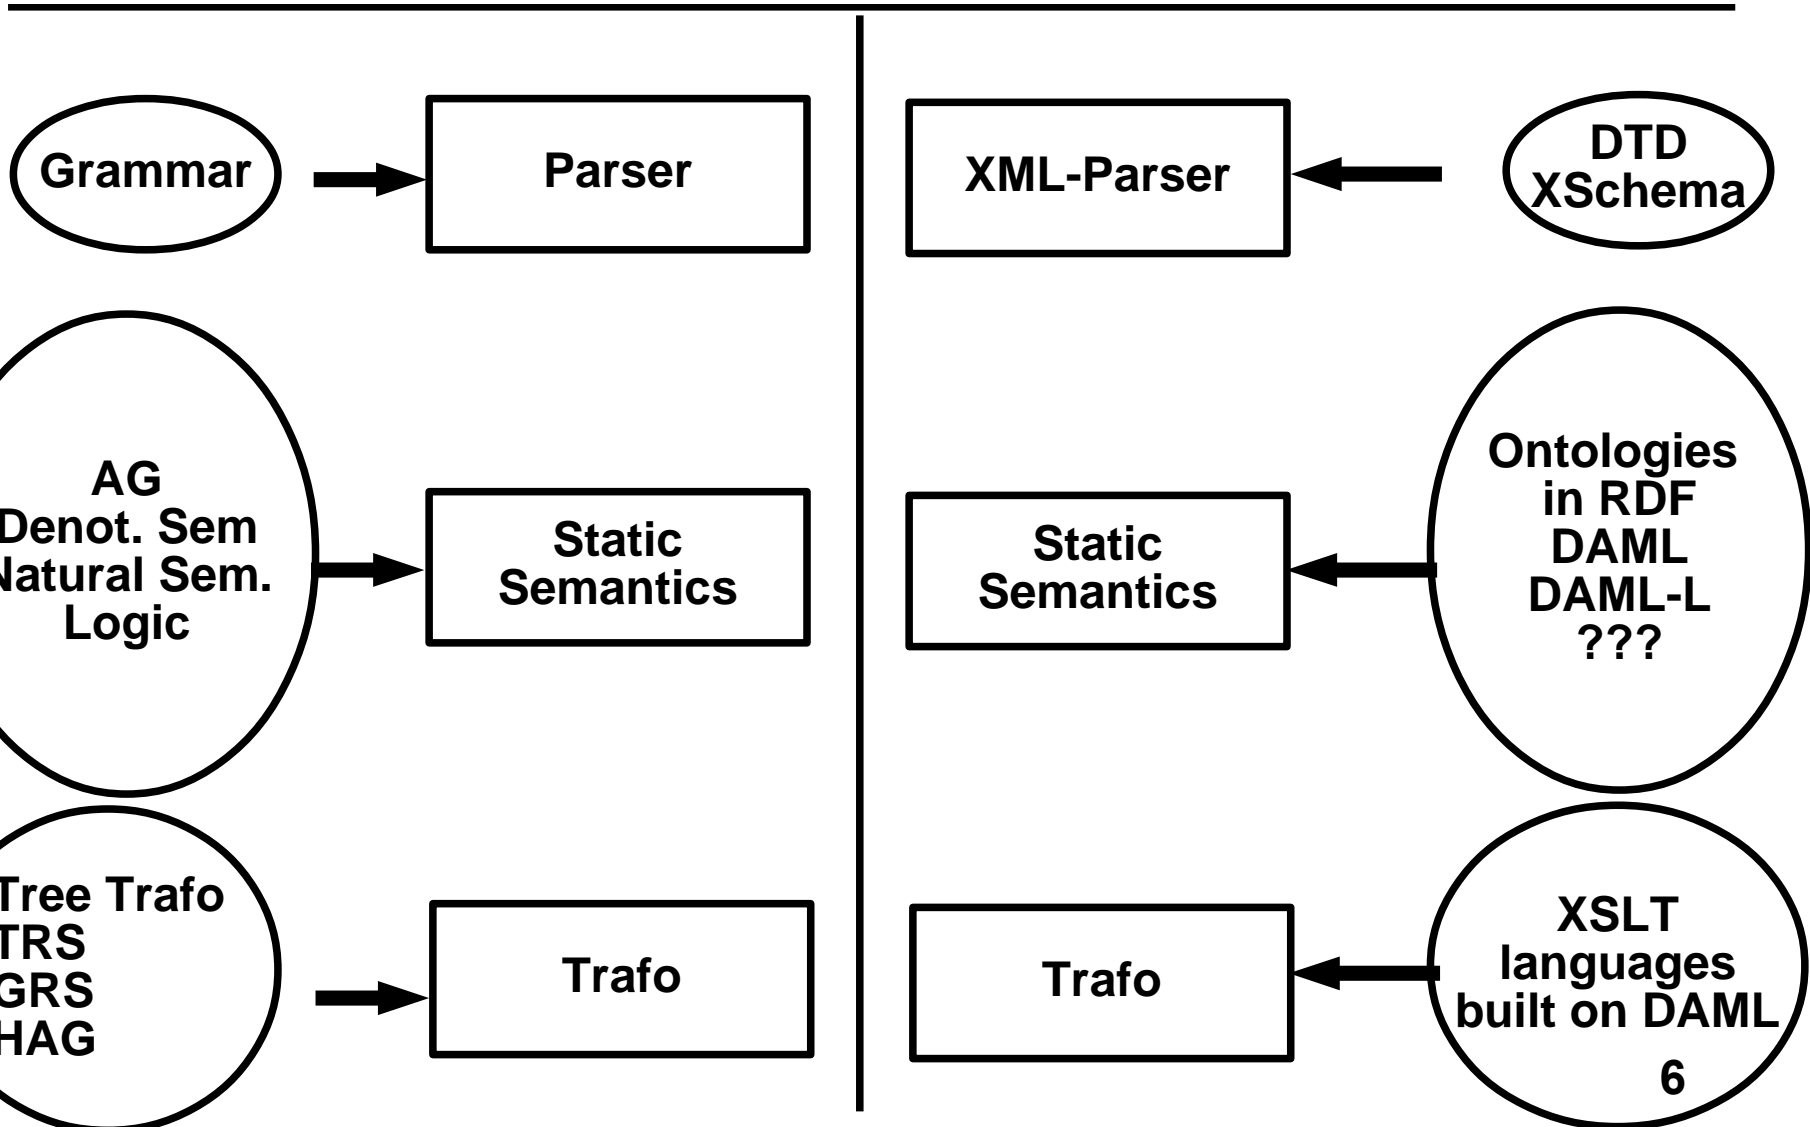 Grammar
Parser
XML-Parser
DTD
XSchema
AG
Denot. Sem
Natural Sem.
Logic
Static
Semantics
Static
Semantics
Ontologies
in RDF
DAML
DAML-L
???
Tree Trafo
TRS
GRS
HAG
Trafo
Trafo
XSLT
languages
built on DAML
6